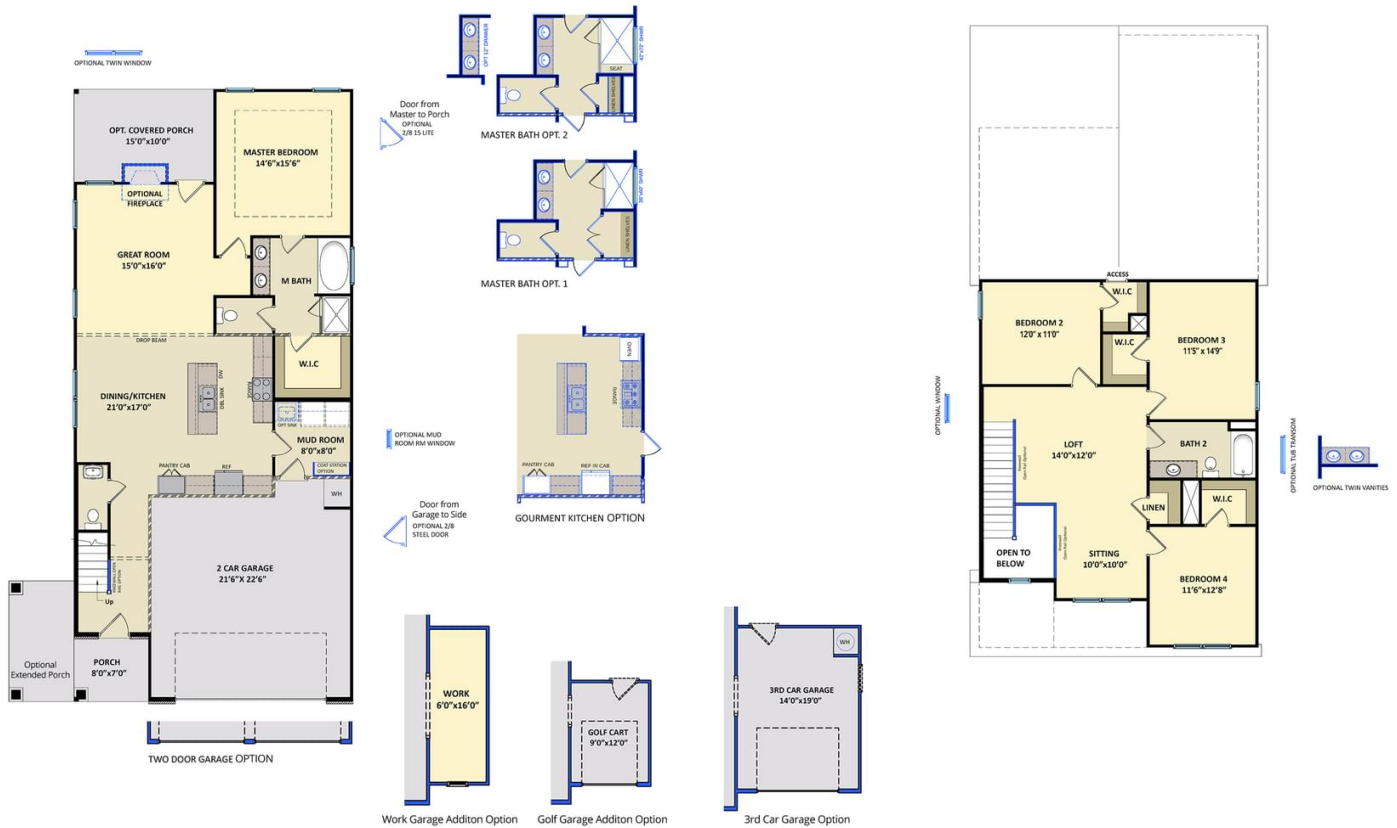 OPTIONAL TWIN WINDOW
OPT. COVERED PORCH
15'0"x10'0"
MASTER BEDROOM
14'6"x15'6"
OPTIONAL
FIREPLACE
GREAT ROOM
15'0"x16'0"
M BATH
DROP BEAM
W.I.C
DINING/KITCHEN
21'0"x17'0"
DW
DBL SINK
RANGE
OPT SINK
MUD ROOM
8'0"x8'0"
COAT STATION
OPTION
PANTRY CAB
REF
WH
2 CAR GARAGE
21'6"X 22'6"
Up
Optional
Extended Porch
PORCH
8'0"x7'0"
TWO DOOR GARAGE OPTION
Door from
Master to Porch
OPTIONAL
2/8 15 LITE
OPT 12" DRAWER
SEAT
LINEN SHELVES
MASTER BATH OPT. 2
LINEN SHELVES
MASTER BATH OPT. 1
OPTIONAL MUD
ROOM RM WINDOW
OVEN
RANGE
PANTRY CAB
REF IN CAB
GOURMENT KITCHEN OPTION
Door from
Garage to Side
OPTIONAL 2/8
STEEL DOOR
WORK
6'0"x16'0"
Work Garage Additon Option
GOLF CART
9'0"x12'0"
Golf Garage Additon Option
WH
3RD CAR GARAGE
14'0"x19'0"
3rd Car Garage Option
ACCESS
W.I.C
BEDROOM 2
12'0" x 11'0"
W.I.C
BEDROOM 3
11'5" x 14'9"
OPTIONAL WINDOW
LOFT
14'0"x12'0"
BATH 2
OPTIONAL TUB TRANSOM
OPTIONAL TWIN VANITIES
LINEN
W.I.C
OPEN TO
BELOW
SITTING
10'0"x10'0"
BEDROOM 4
11'6"x12'8"